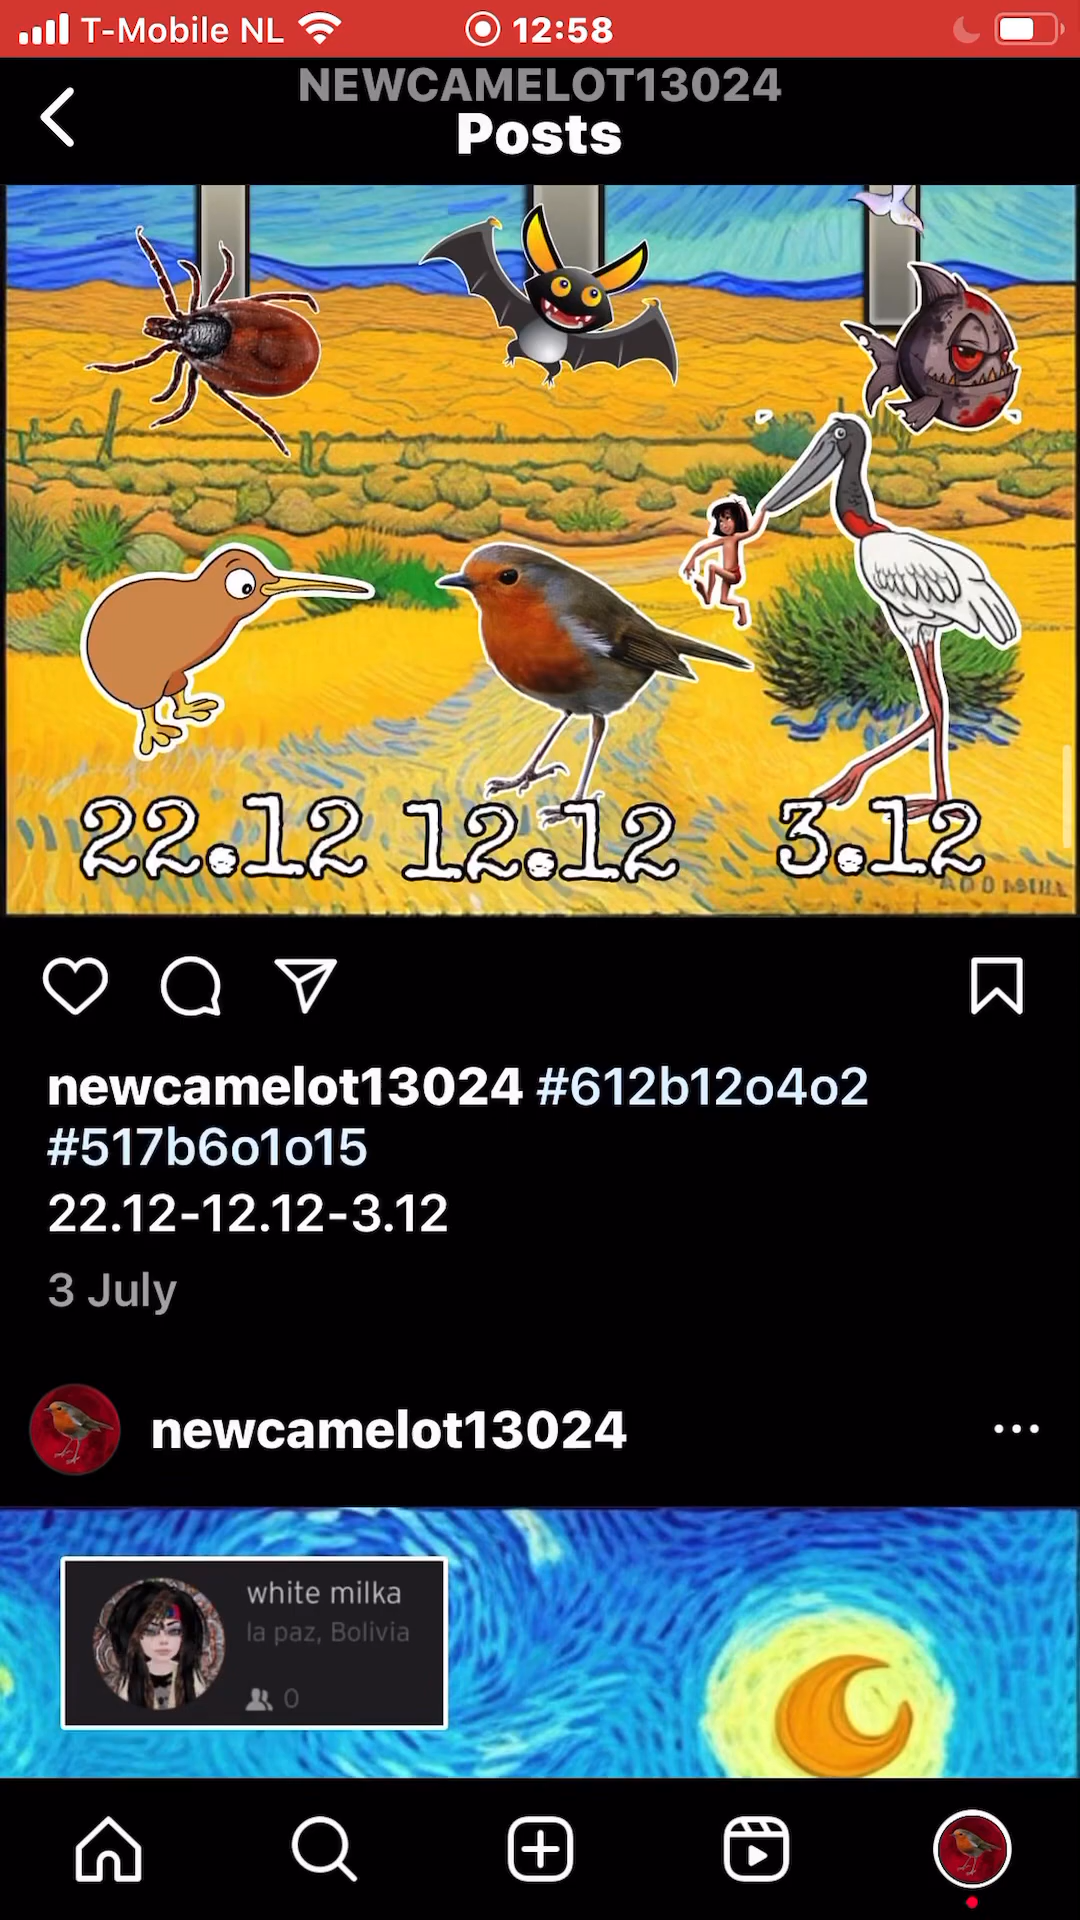 T-Mobile NL 12:58
NEWCAMELOT13024
Posts
22.12 12.12 3.12
newcamelot13024 #612b12o4o2
#517b6o1o15
22.12-12.12-3.12
3 July
newcamelot13024
white milka
la paz, Bolivia
0